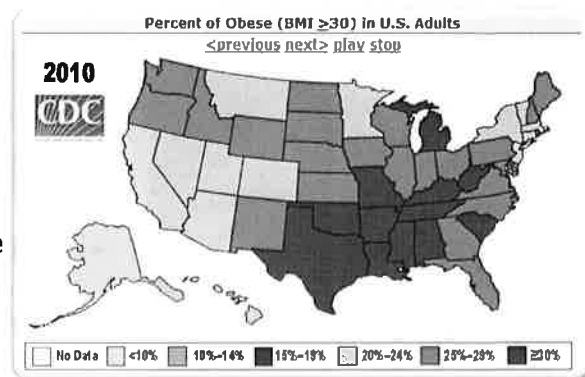 Percent of Obese (BMI ≥30) in U.S. Adults
<previous next> play stop
2010
CDC
e
No Data <10% 10%–14% 15%–19% 20%–24% 25%–29% ≥30%